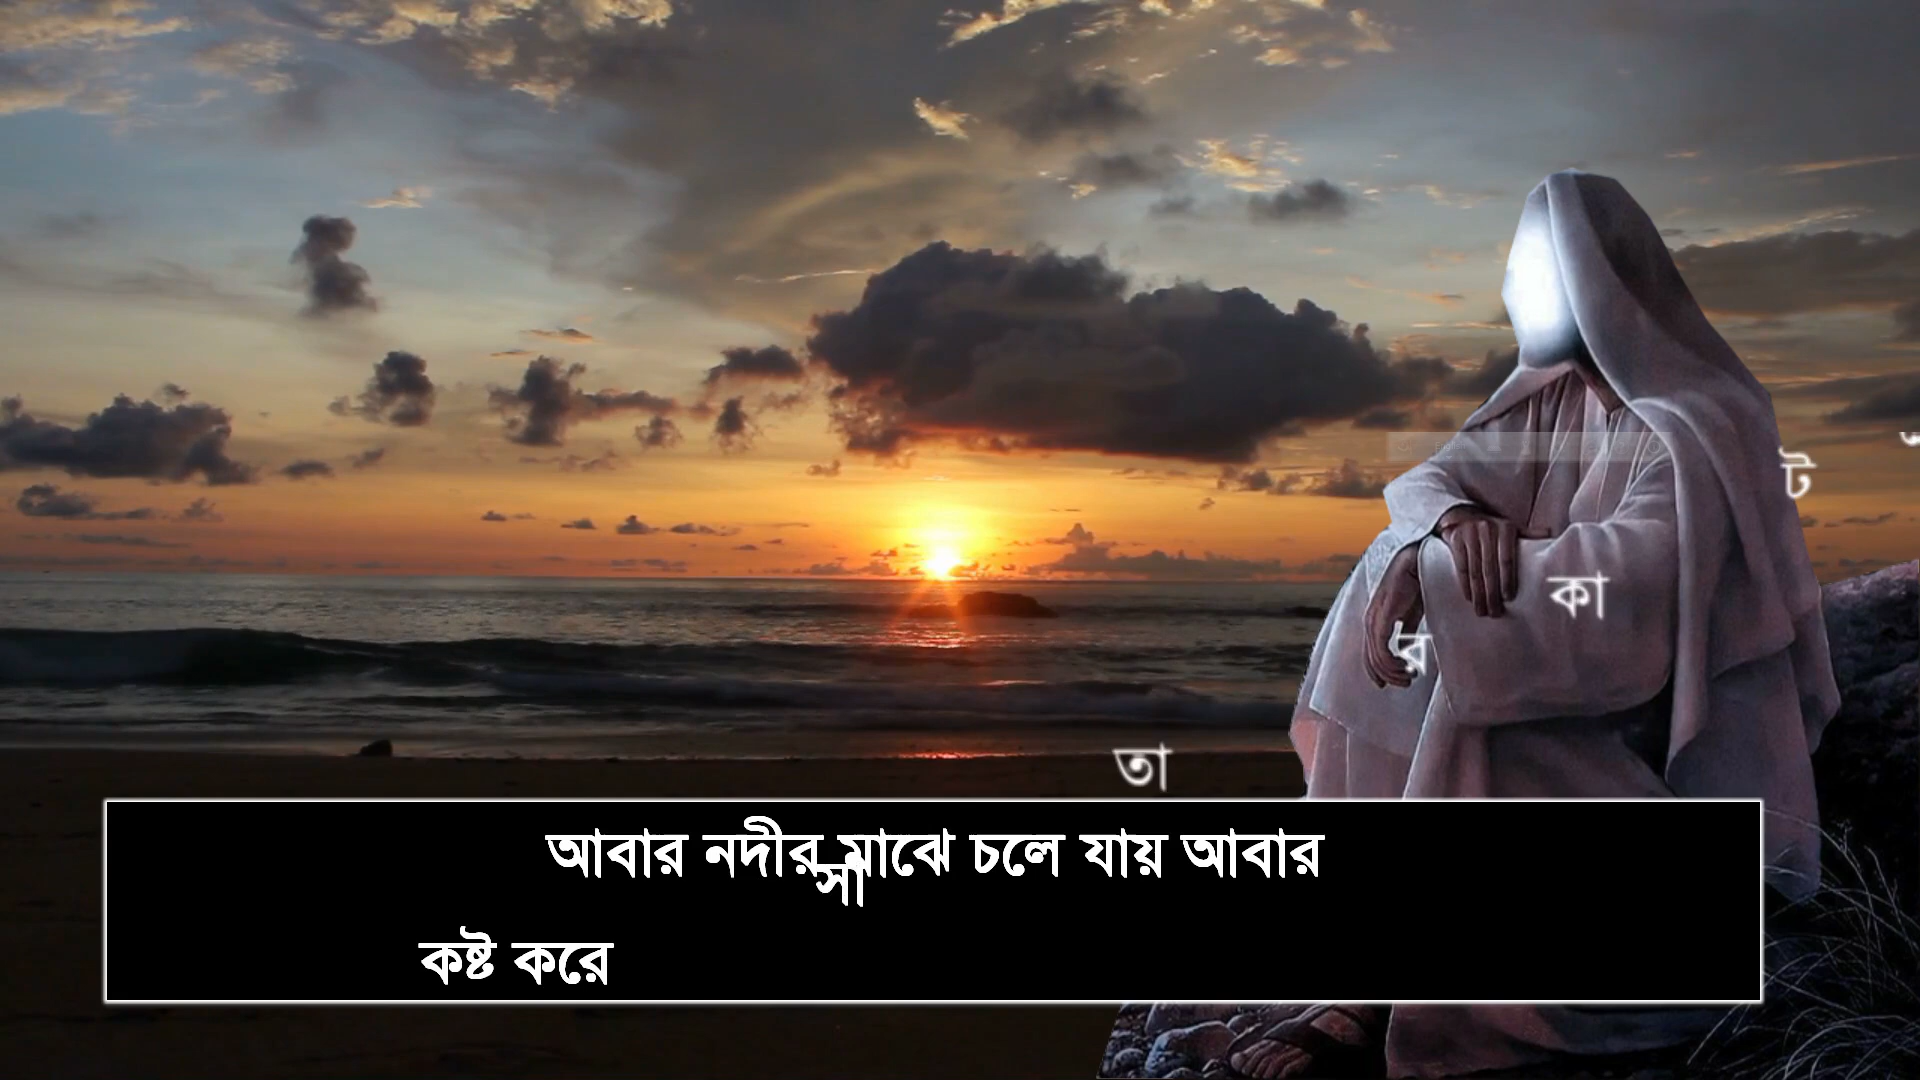 ট
কা
রে
তা
আবার নদীর মাঝে চলে যায় আবার
সাঁ
কষ্ট করে